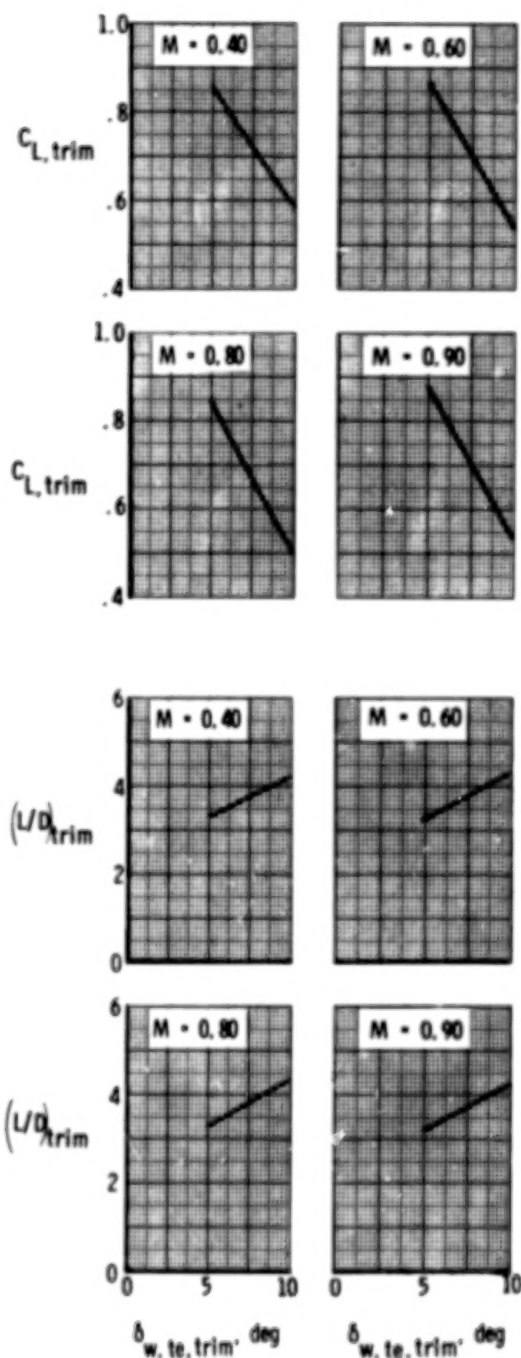 1.0
M = 0.40
M = 0.60
.8
C_L, trim
.6
.4
1.0
M = 0.80
M = 0.90
.8
C_L, trim
.6
.4
6
M = 0.40
M = 0.60
4
(L/D)trim
2
0
6
M = 0.80
M = 0.90
4
(L/D)trim
2
0
0 5 10 0 5 10
δw, te, trim, deg δw, te, trim, deg